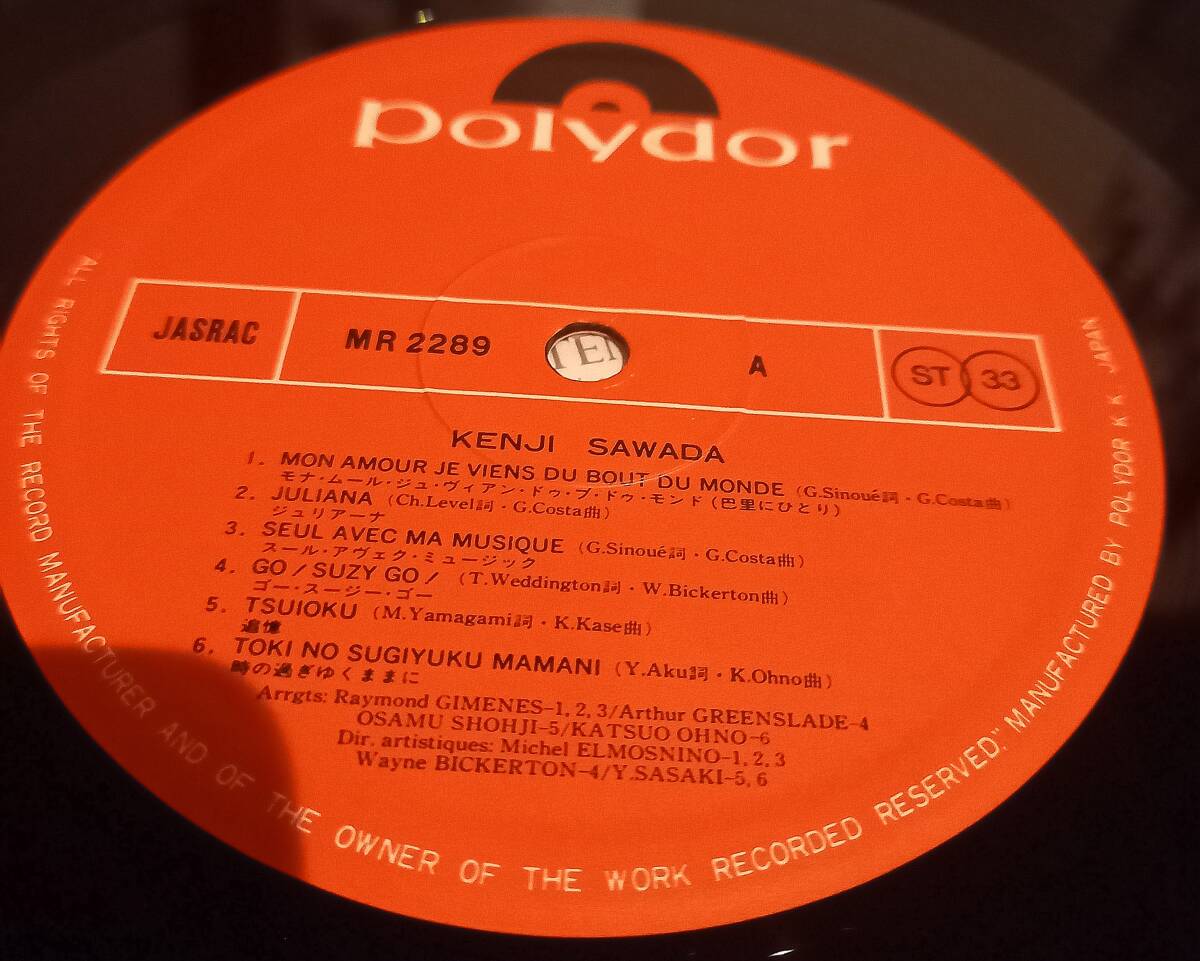 polydor
JASRAC MR 2289 A ST 33
TEN
KENJI SAWADA
1. MON AMOUR JE VIENS DU BOUT DU MONDE (G.Sinoué詞・G.Costa曲)
モナ・ムール・ジュ・ヴィアン・ドゥ・ブ・ドゥ・モンド (巴里にひとり)
2. JULIANA (Ch.Level詞・G.Costa曲)
ジュリアーナ
3. SEUL AVEC MA MUSIQUE (G.Sinoué詞・G.Costa曲)
スール・アヴェク・ミュージック
4. GO! SUZY GO! (T.Weddington詞・W.Bickerton曲)
ゴー・スージー・ゴー
5. TSUIOKU (M.Yamagami詞・K.Kase曲)
追憶
6. TOKI NO SUGIYUKU MAMANI (Y.Aku詞・K.Ohno曲)
時の過ぎゆくままに
Arrgts: Raymond GIMENES-1, 2, 3/Arthur GREENSLADE-4
OSAMU SHOHJI-5/KATSUO OHNO-6
Dir. artistiques: Michel ELMOSNINO-1, 2, 3
Wayne BICKERTON-4/Y.SASAKI-5, 6
"ALL RIGHTS OF THE RECORD MANUFACTURER AND OF THE OWNER OF THE WORK RECORDED RESERVED." MANUFACTURED BY POLYDOR K.K. JAPAN